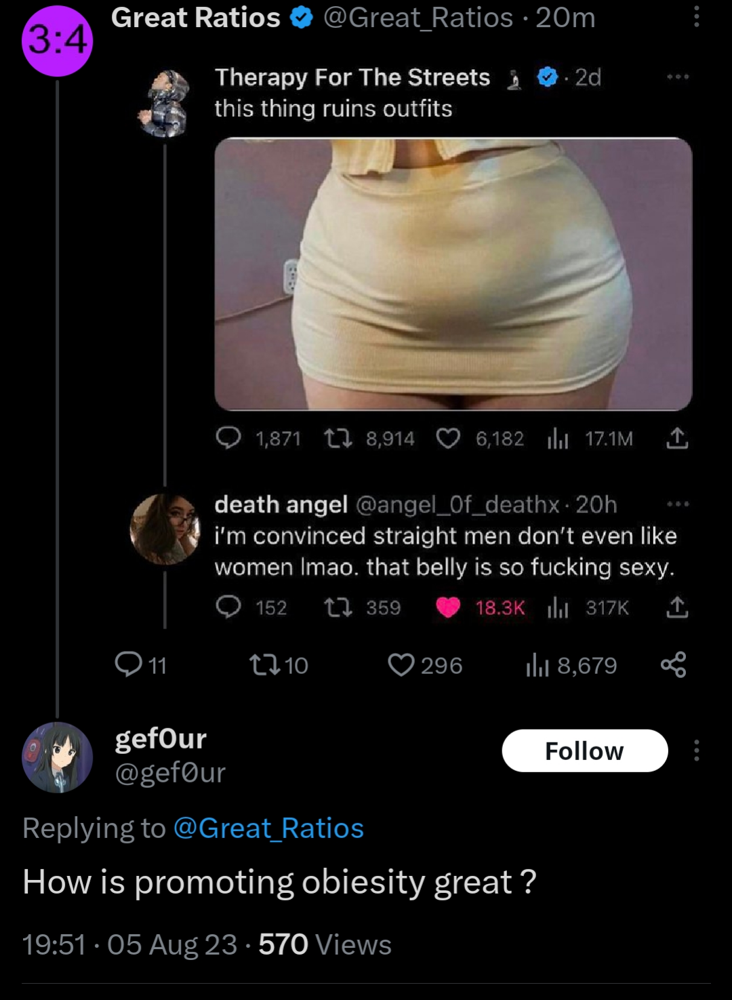 3:4
Great Ratios @Great_Ratios · 20m
Therapy For The Streets · 2d
this thing ruins outfits
1,871 8,914 6,182 17.1M
death angel @angel_0f_deathx · 20h
i'm convinced straight men don't even like
women lmao. that belly is so fucking sexy.
152 359 18.3K 317K
11 10 296 8,679
gef0ur
@gef0ur
Follow
Replying to @Great_Ratios
How is promoting obiesity great ?
19:51 · 05 Aug 23 · 570 Views